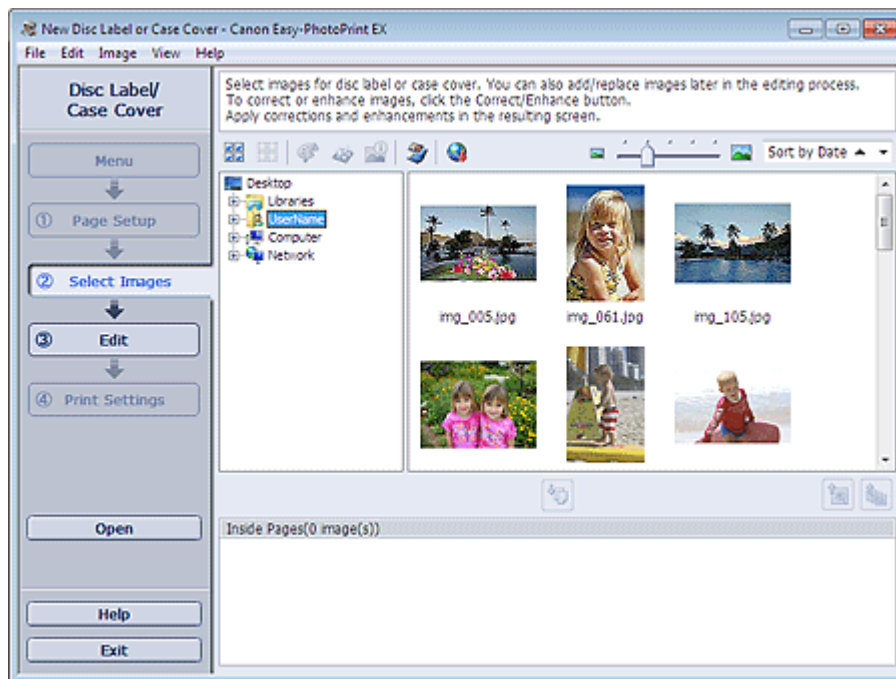 New Disc Label or Case Cover - Canon Easy-PhotoPrint EX
File Edit Image View Help
Disc Label/
Case Cover
Select images for disc label or case cover. You can also add/replace images later in the editing process.
To correct or enhance images, click the Correct/Enhance button.
Apply corrections and enhancements in the resulting screen.
Menu
① Page Setup
② Select Images
③ Edit
④ Print Settings
Open
Help
Exit
Sort by Date
Desktop
Libraries
UserName
Computer
Network
img_005.jpg img_061.jpg img_105.jpg
Inside Pages(0 image(s))